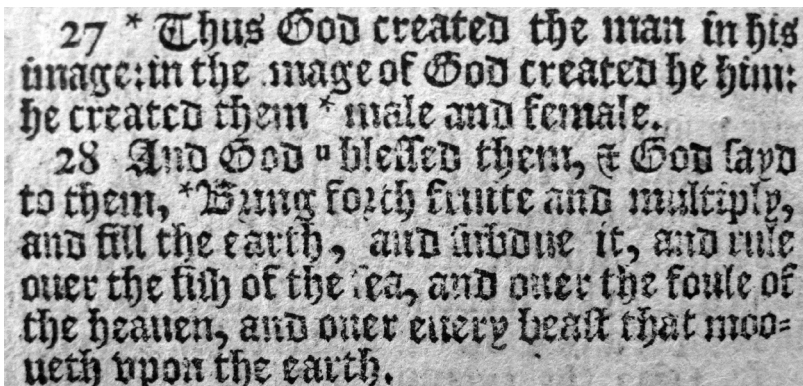 27 * Thus God created the man in his
image: in the image of God created he him:
he created them * male and female.
28 And God ⁿ blessed them, & God sayd
to them, * Bring forth fruite and multiply,
and fill the earth, and subdue it, and rule
ouer the fish of the sea, and ouer the foule of
the heauen, and ouer euery beast that moo=
ueth vpon the earth.